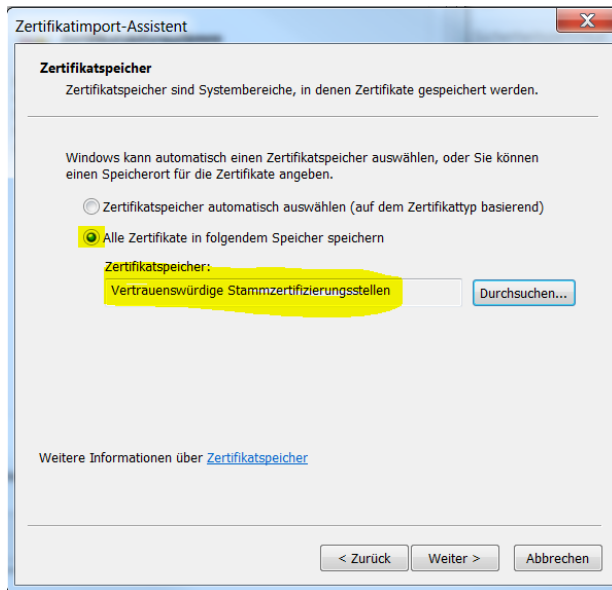 Zertifikatimport-Assistent
Zertifikatspeicher
Zertifikatspeicher sind Systembereiche, in denen Zertifikate gespeichert werden.
Windows kann automatisch einen Zertifikatspeicher auswählen, oder Sie können
einen Speicherort für die Zertifikate angeben.
Zertifikatspeicher automatisch auswählen (auf dem Zertifikattyp basierend)
Alle Zertifikate in folgendem Speicher speichern
Zertifikatspeicher:
Vertrauenswürdige Stammzertifizierungsstellen
Durchsuchen...
Weitere Informationen über Zertifikatspeicher
< Zurück
Weiter >
Abbrechen